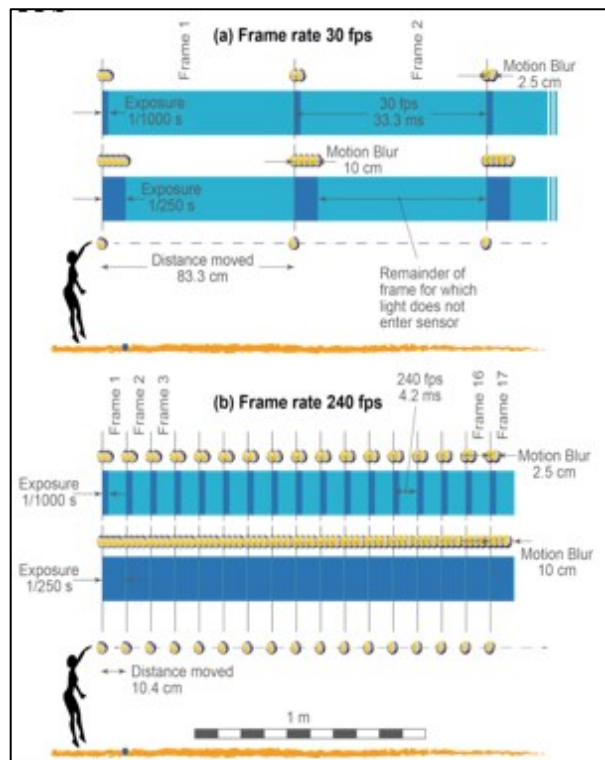 (a) Frame rate 30 fps
Frame 1
Frame 2
Motion Blur
2.5 cm
Exposure
1/1000 s
30 fps
33.3 ms
Motion Blur
10 cm
Exposure
1/250 s
Distance moved
83.3 cm
Remainder of
frame for which
light does not
enter sensor
Frame 1
Frame 2
Frame 3
(b) Frame rate 240 fps
240 fps
4.2 ms
Frame 16
Frame 17
Motion Blur
2.5 cm
Exposure
1/1000 s
Motion Blur
10 cm
Exposure
1/250 s
Distance moved
10.4 cm
1 m